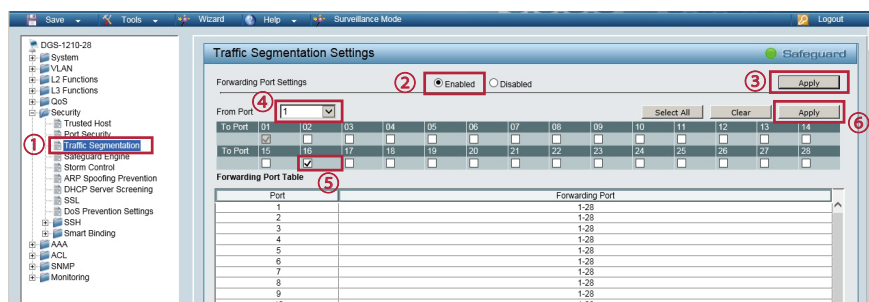 Save Tools Wizard Help Surveillance Mode Logout
DGS-1210-28
System
VLAN
L2 Functions
L3 Functions
QoS
Security
Trusted Host
Port Security
① Traffic Segmentation
Safeguard Engine
Storm Control
ARP Spoofing Prevention
DHCP Server Screening
SSL
DoS Prevention Settings
SSH
Smart Binding
AAA
ACL
SNMP
Monitoring
Traffic Segmentation Settings Safeguard
Forwarding Port Settings ② Enabled Disabled ③ Apply
④
From Port 1 Select All Clear Apply ⑥
To Port 01 02 03 04 05 06 07 08 09 10 11 12 13 14
To Port 15 16 17 18 19 20 21 22 23 24 25 26 27 28
⑤
Forwarding Port Table
Port Forwarding Port
1 1-28
2 1-28
3 1-28
4 1-28
5 1-28
6 1-28
7 1-28
8 1-28
9 1-28